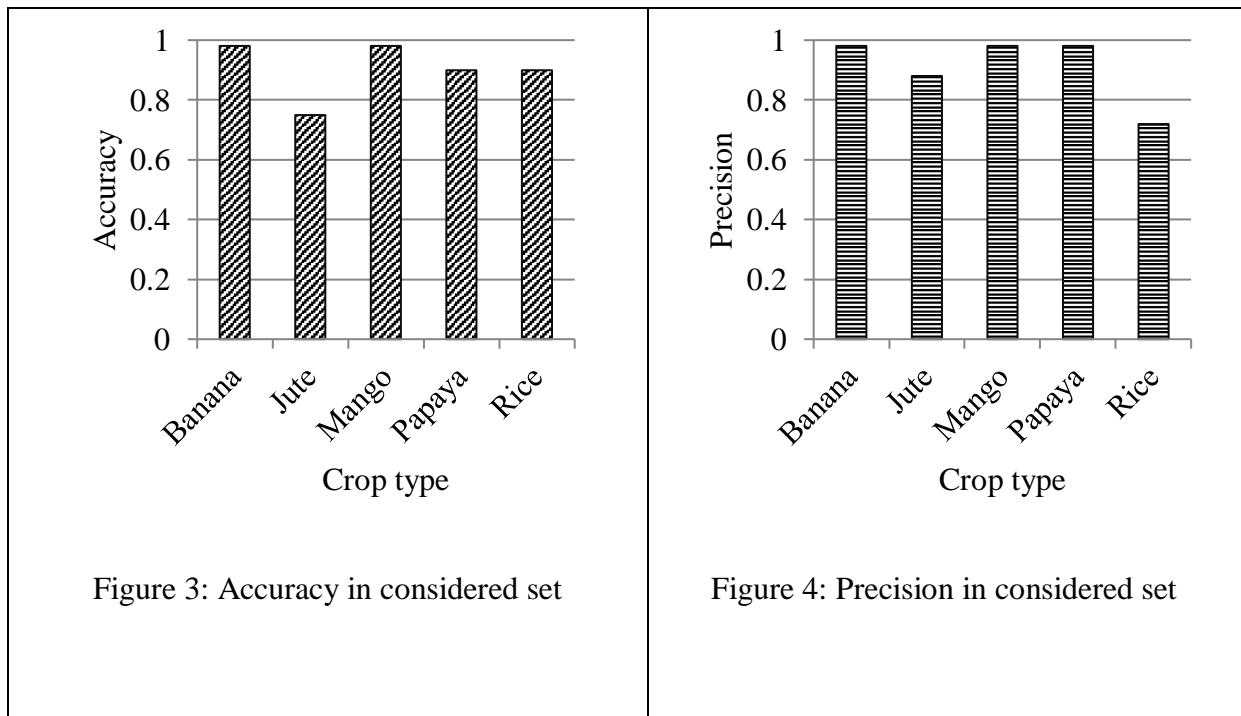 1
0.8
0.6
0.4
0.2
0
Accuracy
Banana
Jute
Mango
Papaya
Rice
Crop type
Figure 3: Accuracy in considered set
1
0.8
0.6
0.4
0.2
0
Precision
Banana
Jute
Mango
Papaya
Rice
Crop type
Figure 4: Precision in considered set